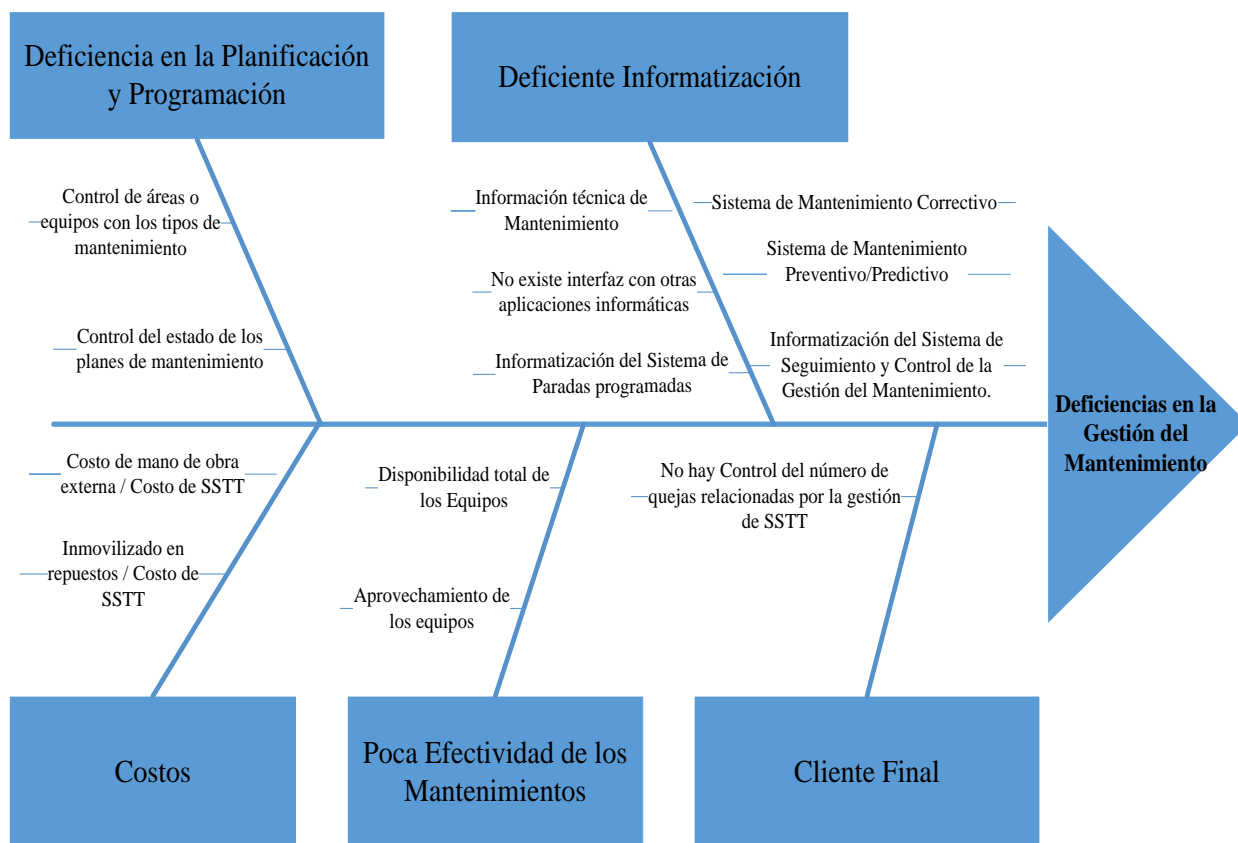 Deficiencia en la Planificación
y Programación
Deficiente Informatización
Control de áreas o
equipos con los tipos de
mantenimiento
Control del estado de los
planes de mantenimiento
Información técnica de
Mantenimiento
No existe interfaz con otras
aplicaciones informáticas
Informatización del Sistema de
Paradas programadas
Sistema de Mantenimiento Correctivo
Sistema de Mantenimiento
Preventivo/Predictivo
Informatización del Sistema de
Seguimiento y Control de la
Gestión del Mantenimiento.
Deficiencias en la
Gestión del
Mantenimiento
Costo de mano de obra
externa / Costo de SSTT
Inmovilizado en
repuestos / Costo de
SSTT
Disponibilidad total de
los Equipos
Aprovechamiento de
los equipos
No hay Control del número de
quejas relacionadas por la gestión
de SSTT
Costos
Poca Efectividad de los
Mantenimientos
Cliente Final